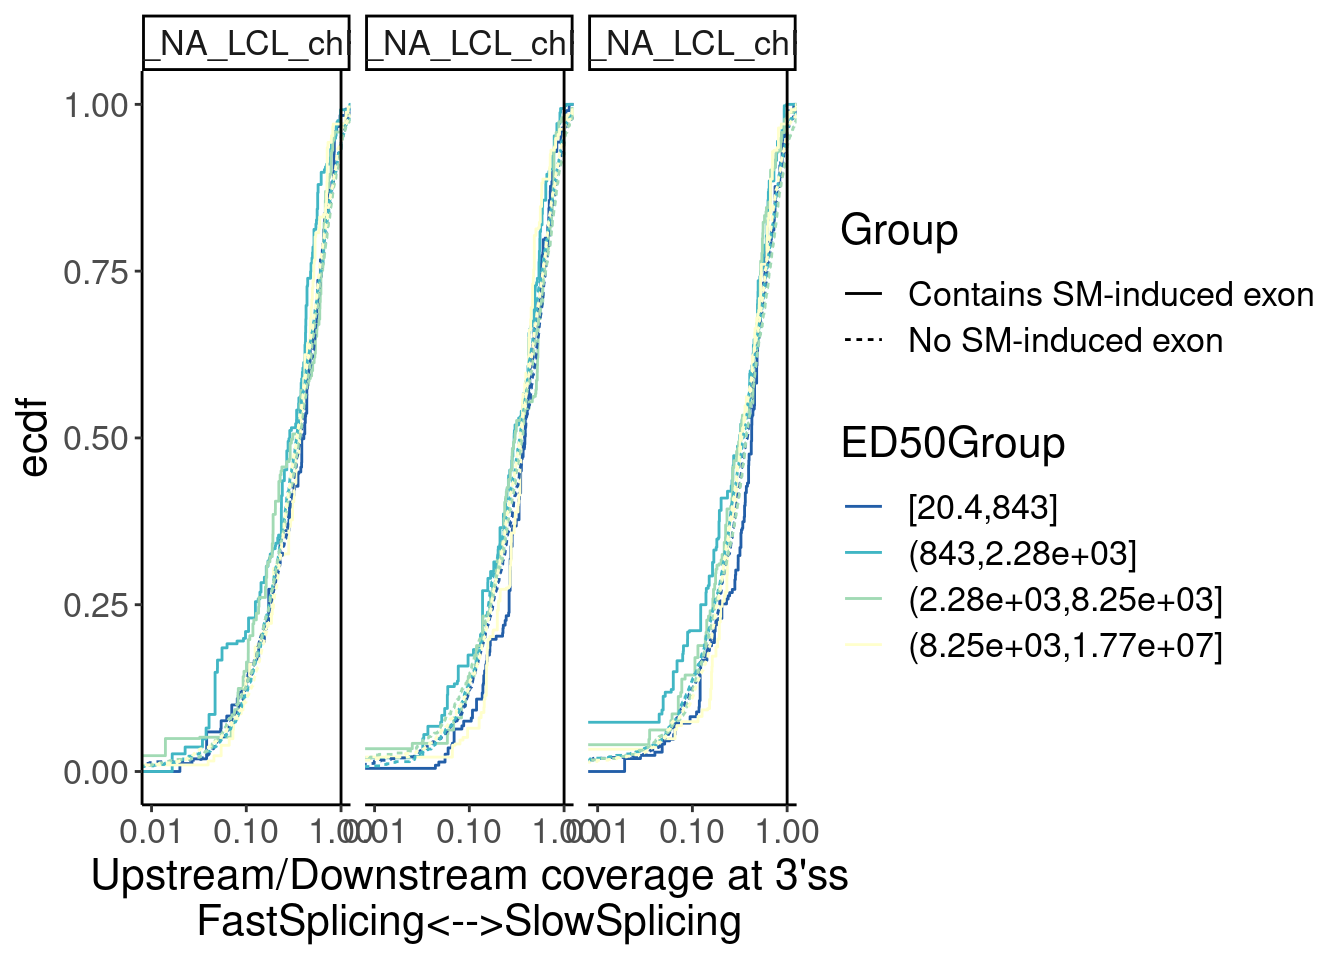 _NA_LCL_ch _NA_LCL_ch _NA_LCL_ch
1.00
0.75
0.50
0.25
0.00
ecdf
0.01 0.10 1.00 0.01 0.10 1.00 0.01 0.10 1.00
Upstream/Downstream coverage at 3'ss
FastSplicing<-->SlowSplicing
Group
Contains SM-induced exon
No SM-induced exon
ED50Group
[20.4,843]
(843,2.28e+03]
(2.28e+03,8.25e+03]
(8.25e+03,1.77e+07]